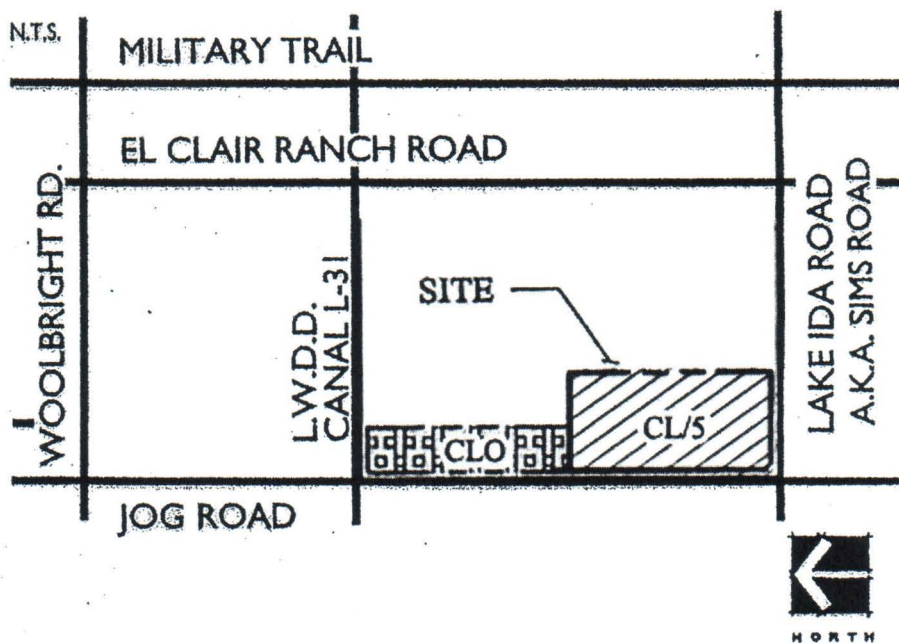 N.T.S.
MILITARY TRAIL
EL CLAIR RANCH ROAD
WOOLBRIGHT RD.
L.W.D.D.
CANAL L-31
SITE
LAKE IDA ROAD
A.K.A. SIMS ROAD
CLO
CL/5
JOG ROAD
NORTH